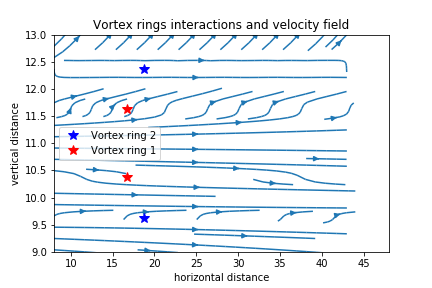 Vortex rings interactions and velocity field
13.0
12.5
12.0
11.5
11.0
10.5
10.0
9.5
9.0
vertical distance
Vortex ring 2
Vortex ring 1
10 15 20 25 30 35 40 45
horizontal distance